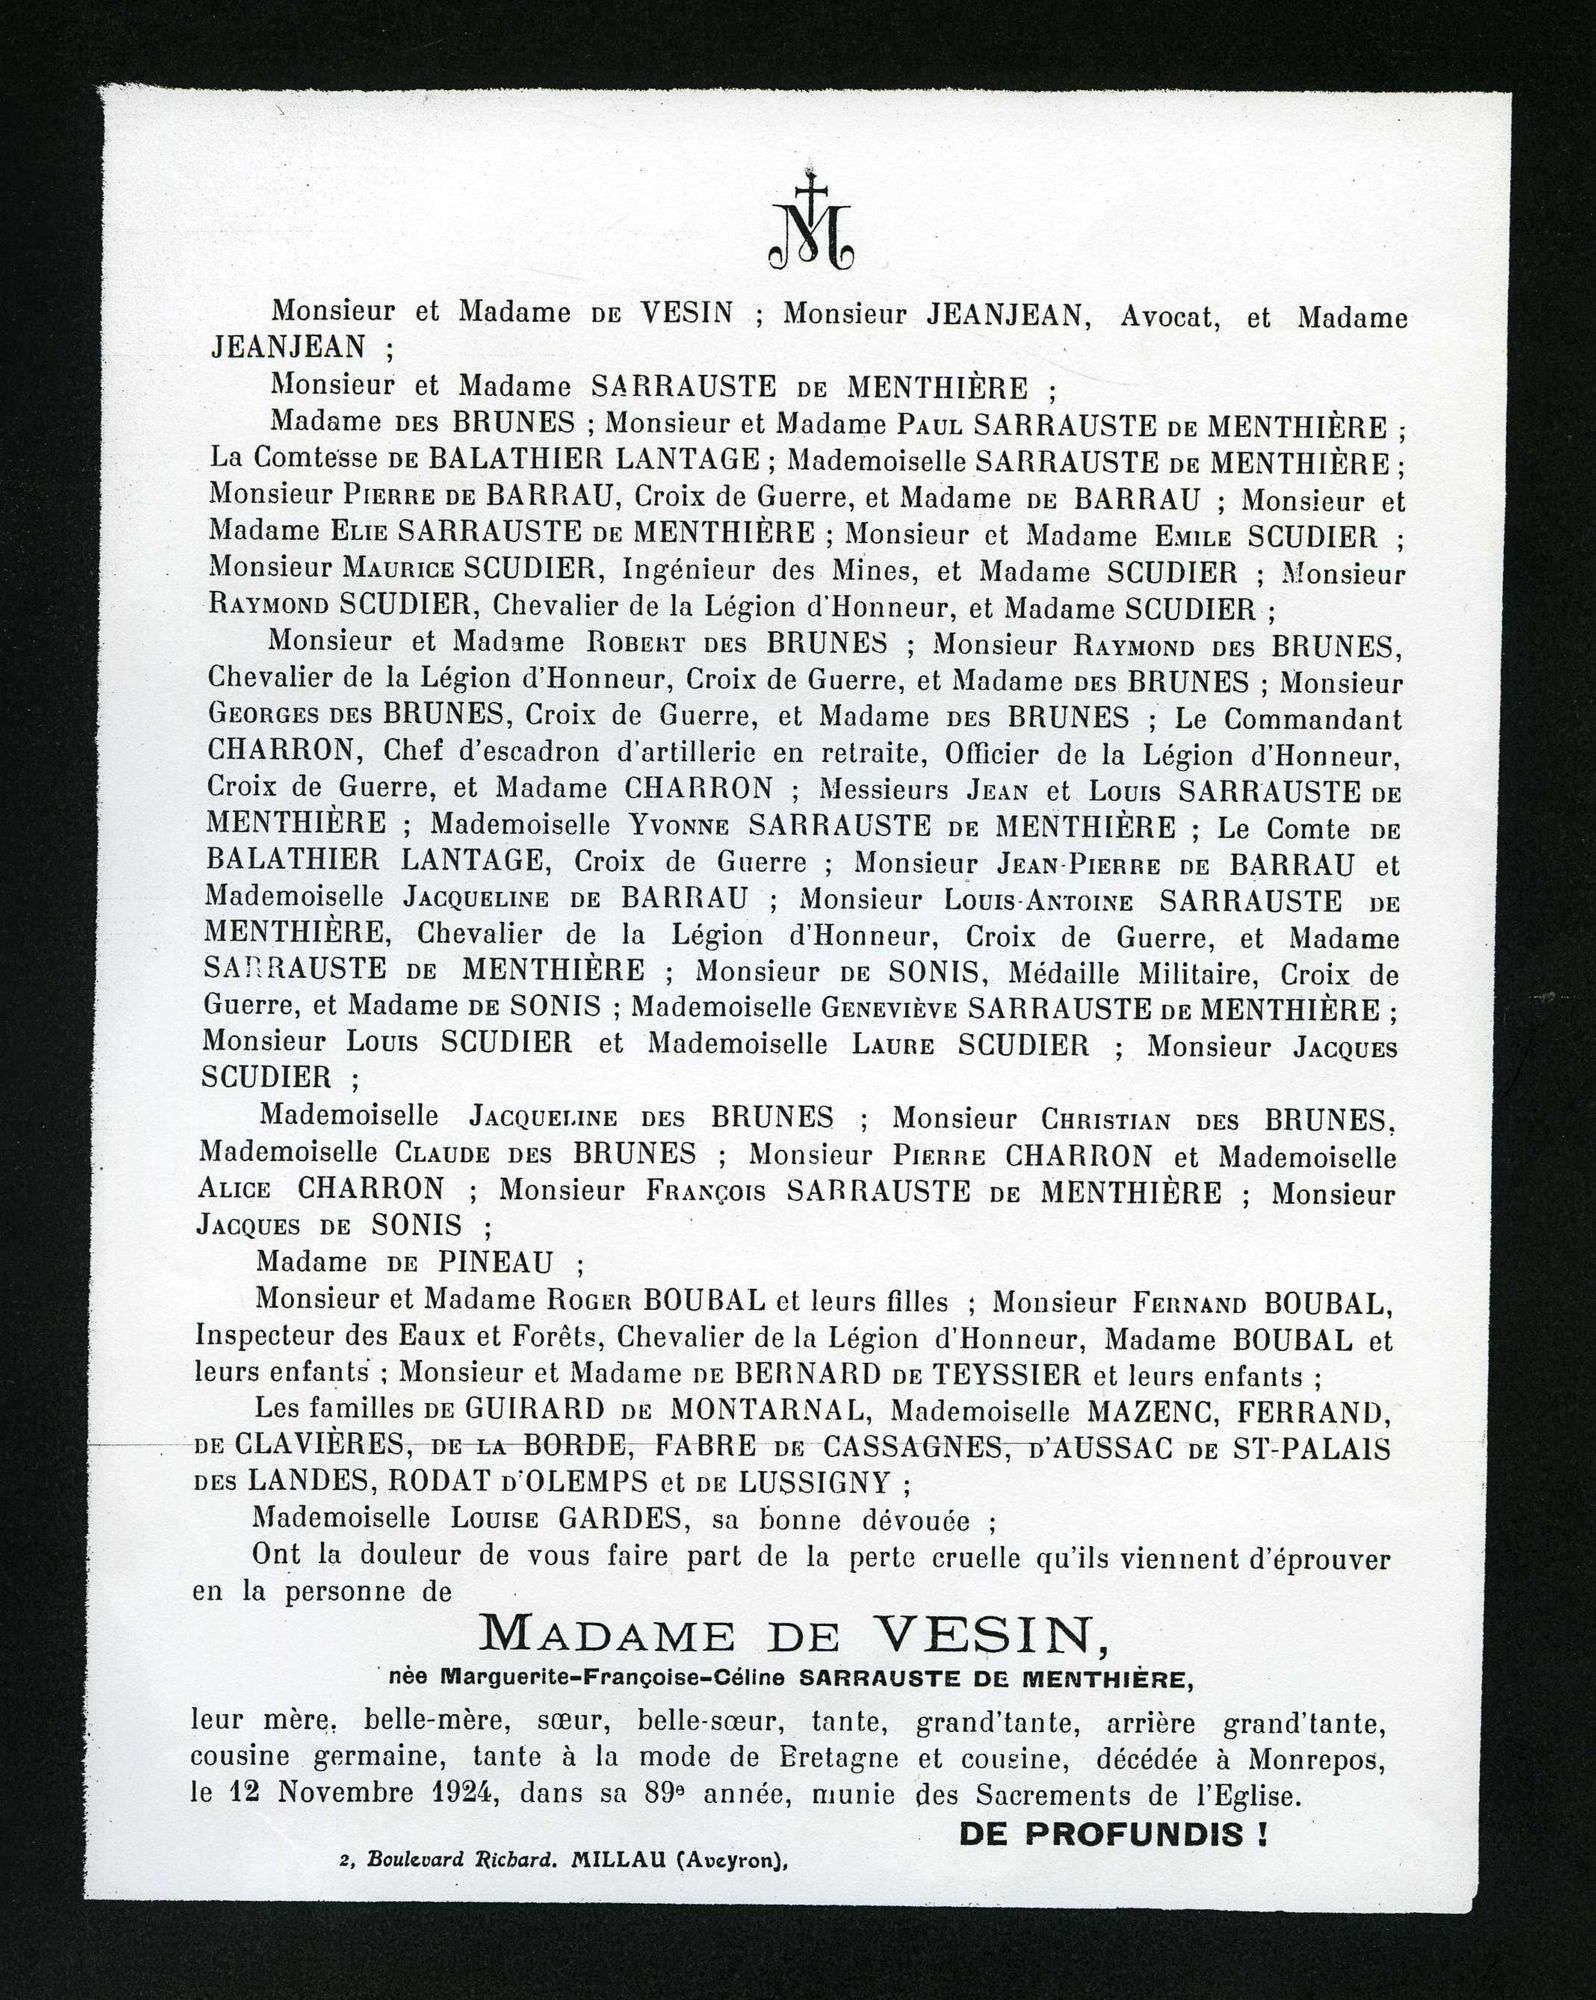 M
Monsieur et Madame DE VESIN ; Monsieur JEANJEAN, Avocat, et Madame
JEANJEAN ;
Monsieur et Madame SARRAUSTE DE MENTHIÈRE ;
Madame DES BRUNES ; Monsieur et Madame PAUL SARRAUSTE DE MENTHIÈRE ;
La Comtesse DE BALATHIER LANTAGE ; Mademoiselle SARRAUSTE DE MENTHIÈRE ;
Monsieur PIERRE DE BARRAU, Croix de Guerre, et Madame DE BARRAU ; Monsieur et
Madame ELIE SARRAUSTE DE MENTHIÈRE ; Monsieur et Madame EMILE SCUDIER ;
Monsieur MAURICE SCUDIER, Ingénieur des Mines, et Madame SCUDIER ; Monsieur
RAYMOND SCUDIER, Chevalier de la Légion d'Honneur, et Madame SCUDIER ;
Monsieur et Madame ROBERT DES BRUNES ; Monsieur RAYMOND DES BRUNES,
Chevalier de la Légion d'Honneur, Croix de Guerre, et Madame DES BRUNES ; Monsieur
GEORGES DES BRUNES, Croix de Guerre, et Madame DES BRUNES ; Le Commandant
CHARRON, Chef d'escadron d'artillerie en retraite, Officier de la Légion d'Honneur,
Croix de Guerre, et Madame CHARRON ; Messieurs JEAN et LOUIS SARRAUSTE DE
MENTHIÈRE ; Mademoiselle YVONNE SARRAUSTE DE MENTHIÈRE ; Le Comte DE
BALATHIER LANTAGE, Croix de Guerre ; Monsieur JEAN-PIERRE DE BARRAU et
Mademoiselle JACQUELINE DE BARRAU ; Monsieur LOUIS-ANTOINE SARRAUSTE DE
MENTHIÈRE, Chevalier de la Légion d'Honneur, Croix de Guerre, et Madame
SARRAUSTE DE MENTHIÈRE ; Monsieur DE SONIS, Médaille Militaire, Croix de
Guerre, et Madame DE SONIS ; Mademoiselle GENEVIÈVE SARRAUSTE DE MENTHIÈRE ;
Monsieur LOUIS SCUDIER et Mademoiselle LAURE SCUDIER ; Monsieur JACQUES
SCUDIER ;
Mademoiselle JACQUELINE DES BRUNES ; Monsieur CHRISTIAN DES BRUNES,
Mademoiselle CLAUDE DES BRUNES ; Monsieur PIERRE CHARRON et Mademoiselle
ALICE CHARRON ; Monsieur FRANÇOIS SARRAUSTE DE MENTHIÈRE ; Monsieur
JACQUES DE SONIS ;
Madame DE PINEAU ;
Monsieur et Madame ROGER BOUBAL et leurs filles ; Monsieur FERNAND BOUBAL,
Inspecteur des Eaux et Forêts, Chevalier de la Légion d'Honneur, Madame BOUBAL et
leurs enfants ; Monsieur et Madame DE BERNARD DE TEYSSIER et leurs enfants ;
Les familles DE GUIRARD DE MONTARNAL, Mademoiselle MAZENC, FERRAND,
DE CLAVIÈRES, DE LA BORDE, FABRE DE CASSAGNES, D'AUSSAC DE ST-PALAIS
DES LANDES, RODAT D'OLEMPS et DE LUSSIGNY ;
Mademoiselle LOUISE GARDES, sa bonne dévouée ;
Ont la douleur de vous faire part de la perte cruelle qu'ils viennent d'éprouver
en la personne de
MADAME DE VESIN,
née Marguerite-Françoise-Céline SARRAUSTE DE MENTHIÈRE,
leur mère, belle-mère, sœur, belle-sœur, tante, grand'tante, arrière grand'tante,
cousine germaine, tante à la mode de Bretagne et cousine, décédée à Monrepos,
le 12 Novembre 1924, dans sa 89e année, munie des Sacrements de l'Eglise.
DE PROFUNDIS !
2, Boulevard Richard. MILLAU (Aveyron),